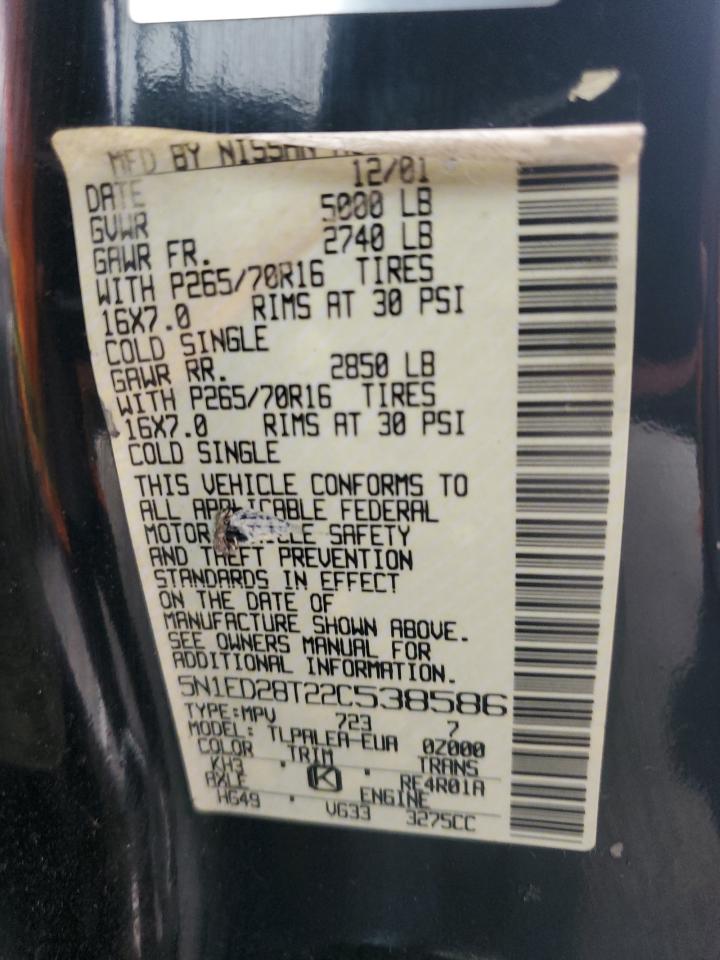 MFD BY NISSAN
DATE 12/01
GVWR 5000 LB
GAWR FR. 2740 LB
WITH P265/70R16 TIRES
16X7.0 RIMS AT 30 PSI
COLD SINGLE
GAWR RR. 2850 LB
WITH P265/70R16 TIRES
16X7.0 RIMS AT 30 PSI
COLD SINGLE
THIS VEHICLE CONFORMS TO
ALL APPLICABLE FEDERAL
MOTOR SAFETY
AND THEFT PREVENTION
STANDARDS IN EFFECT
ON THE DATE OF
MANUFACTURE SHOWN ABOVE.
SEE OWNERS MANUAL FOR
ADDITIONAL INFORMATION.
5N1ED28T22C538586
TYPE:MPV 723 7
MODEL: TLPALEA-EUA 0Z000
COLOR TRIM TRANS
KH3 · K · RE4R01A
AXLE ENGINE
HG49 · VG33 3275CC